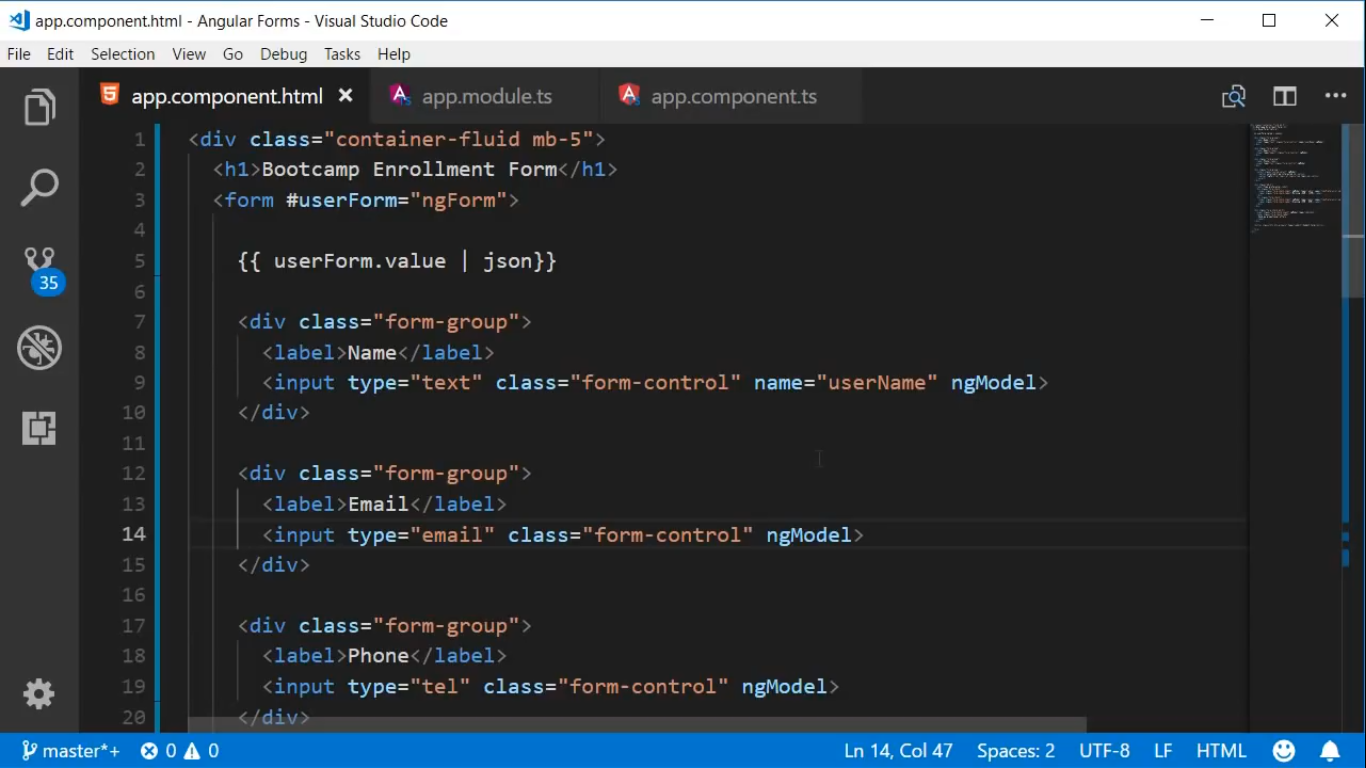 app.component.html - Angular Forms - Visual Studio Code
File Edit Selection View Go Debug Tasks Help
app.component.html app.module.ts app.component.ts
1 <div class="container-fluid mb-5">
2 <h1>Bootcamp Enrollment Form</h1>
3 <form #userForm="ngForm">
4
5 {{ userForm.value | json}}
6
7 <div class="form-group">
8 <label>Name</label>
9 <input type="text" class="form-control" name="userName" ngModel>
10 </div>
11
12 <div class="form-group">
13 <label>Email</label>
14 <input type="email" class="form-control" ngModel>
15 </div>
16
17 <div class="form-group">
18 <label>Phone</label>
19 <input type="tel" class="form-control" ngModel>
20 </div>
35
master*+ 0 0 Ln 14, Col 47 Spaces: 2 UTF-8 LF HTML